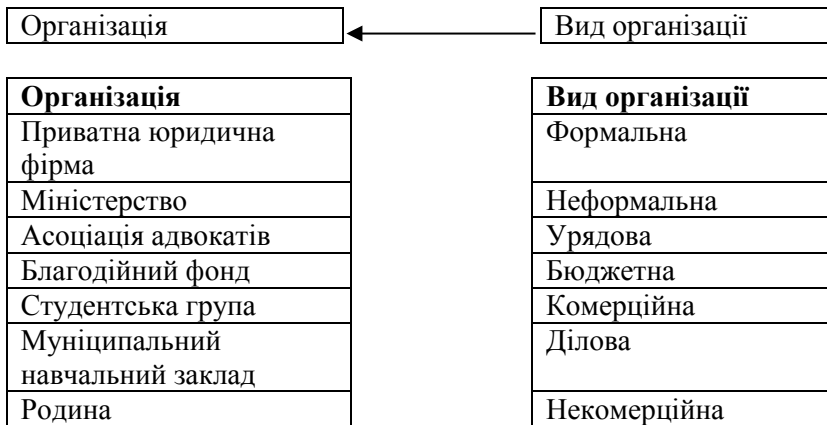 Організація
Вид організації
Організація
Вид організації
Приватна юридична
фірма
Формальна
Міністерство
Неформальна
Асоціація адвокатів
Урядова
Благодійний фонд
Бюджетна
Студентська група
Комерційна
Муніципальний
навчальний заклад
Ділова
Родина
Некомерційна